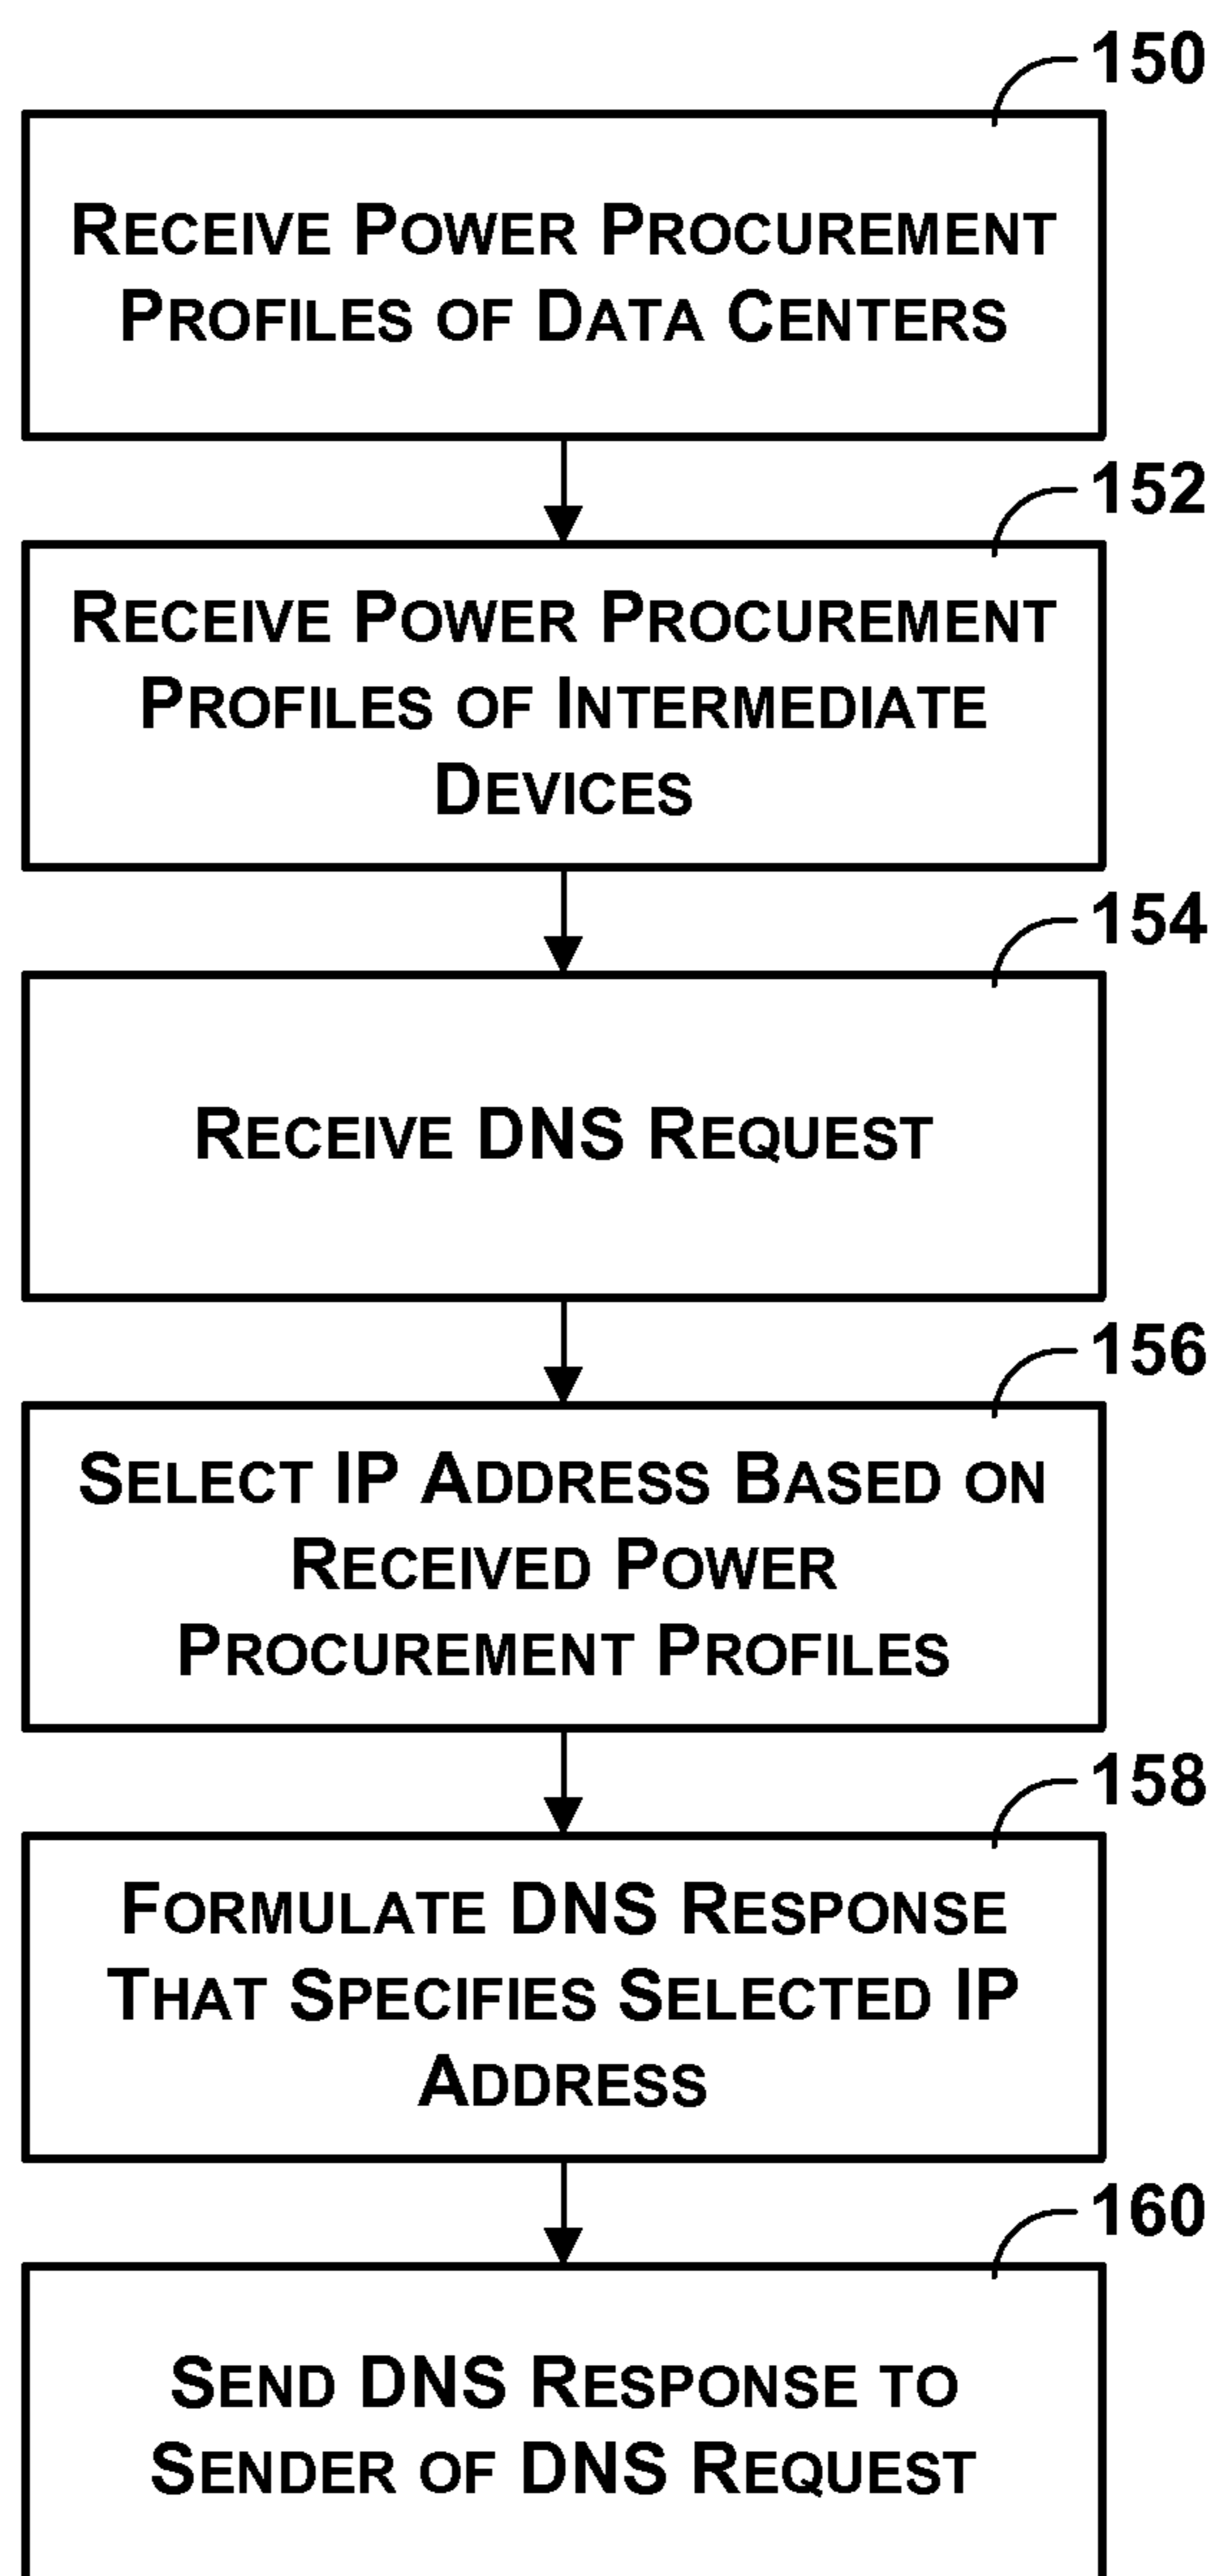 150
RECEIVE POWER PROCUREMENT
PROFILES OF DATA CENTERS
152
RECEIVE POWER PROCUREMENT
PROFILES OF INTERMEDIATE
DEVICES
154
RECEIVE DNS REQUEST
156
SELECT IP ADDRESS BASED ON
RECEIVED POWER
PROCUREMENT PROFILES
158
FORMULATE DNS RESPONSE
THAT SPECIFIES SELECTED IP
ADDRESS
160
SEND DNS RESPONSE TO
SENDER OF DNS REQUEST